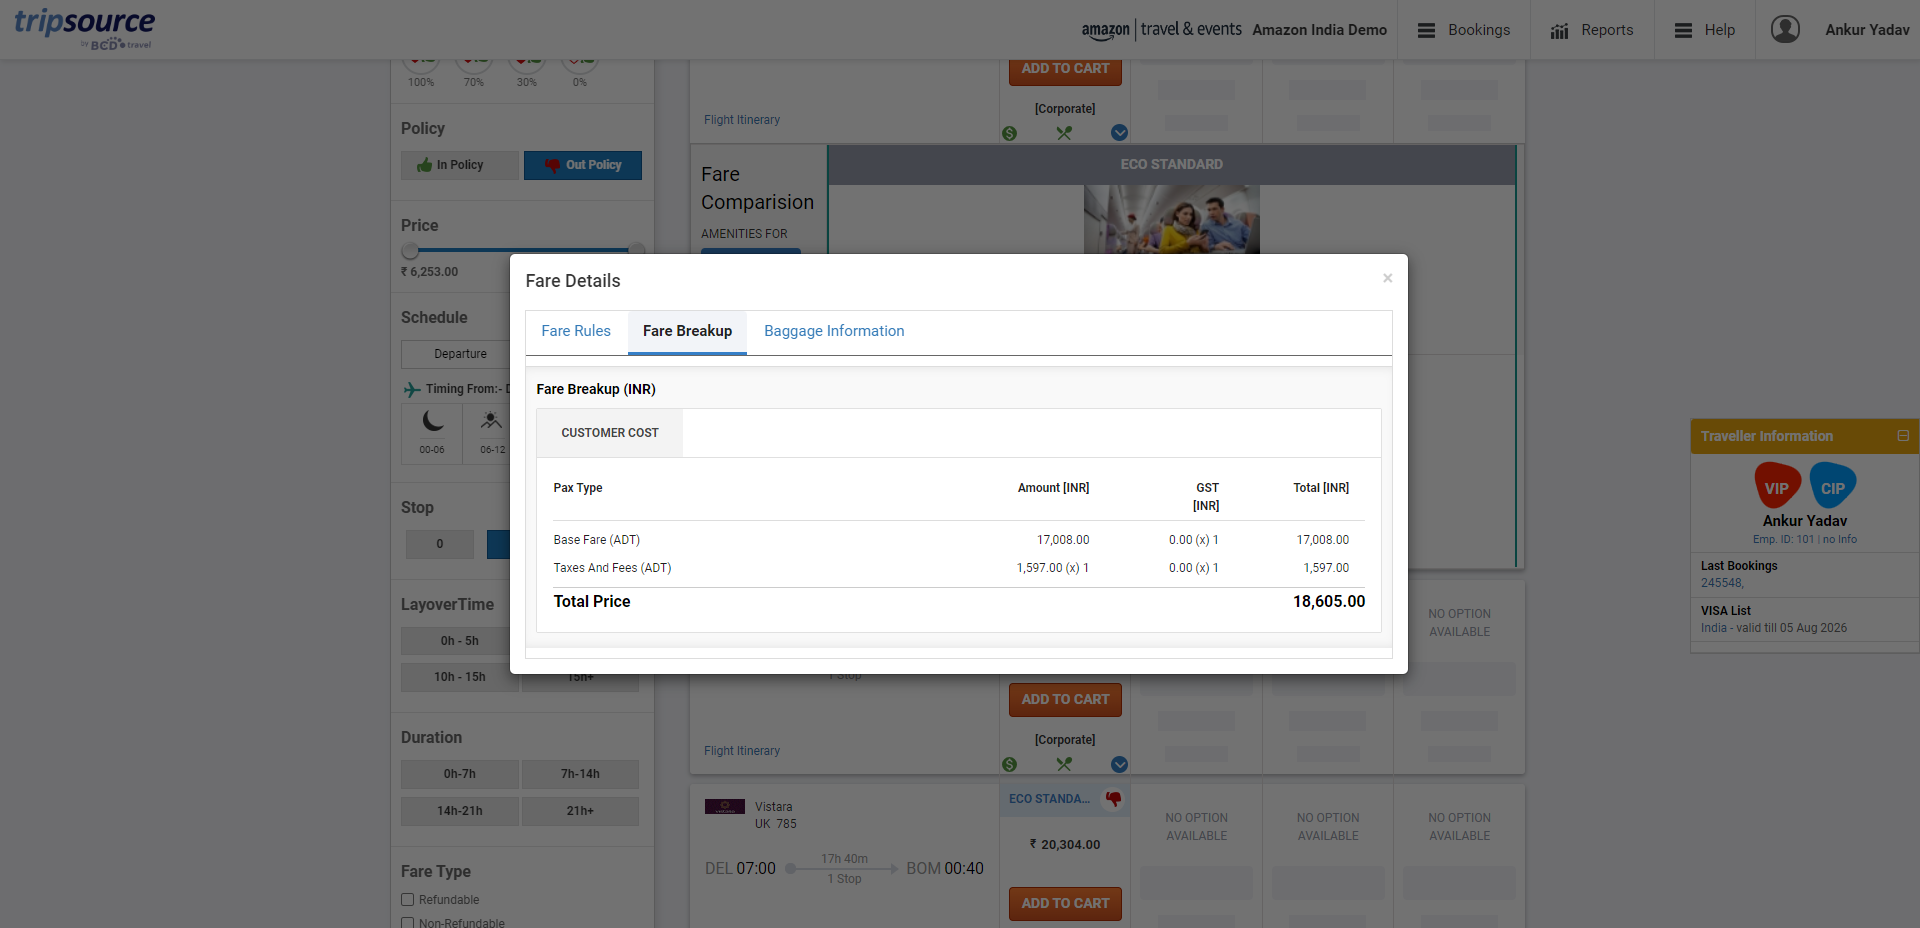 tripsource
by BCD travel
amazon travel & events Amazon India Demo
Bookings
Reports
Help
Ankur Yadav
100% 70% 30% 0%
Policy
In Policy
Out Policy
Price
₹ 6,253.00
Schedule
Departure
Timing From:- D
00-06
06-12
Stop
0
LayoverTime
0h - 5h
10h - 15h
15h+
Duration
0h-7h
7h-14h
14h-21h
21h+
Fare Type
Refundable
Non-Refundable
ADD TO CART
[Corporate]
Flight Itinerary
Fare
Comparision
AMENITIES FOR
ECO STANDARD
Fare Details
×
Fare Rules
Fare Breakup
Baggage Information
Fare Breakup (INR)
CUSTOMER COST
Pax Type Amount [INR] GST [INR] Total [INR]
Base Fare (ADT) 17,008.00 0.00 (x) 1 17,008.00
Taxes And Fees (ADT) 1,597.00 (x) 1 0.00 (x) 1 1,597.00
Total Price 18,605.00
1 Stop
NO OPTION
AVAILABLE
ADD TO CART
[Corporate]
Flight Itinerary
Vistara
UK 785
DEL 07:00
17h 40m
1 Stop
BOM 00:40
ECO STANDA...
₹ 20,304.00
ADD TO CART
NO OPTION
AVAILABLE
NO OPTION
AVAILABLE
NO OPTION
AVAILABLE
Traveller Information
VIP
CIP
Ankur Yadav
Emp. ID: 101 | no Info
Last Bookings
245548,
VISA List
India - valid till 05 Aug 2026